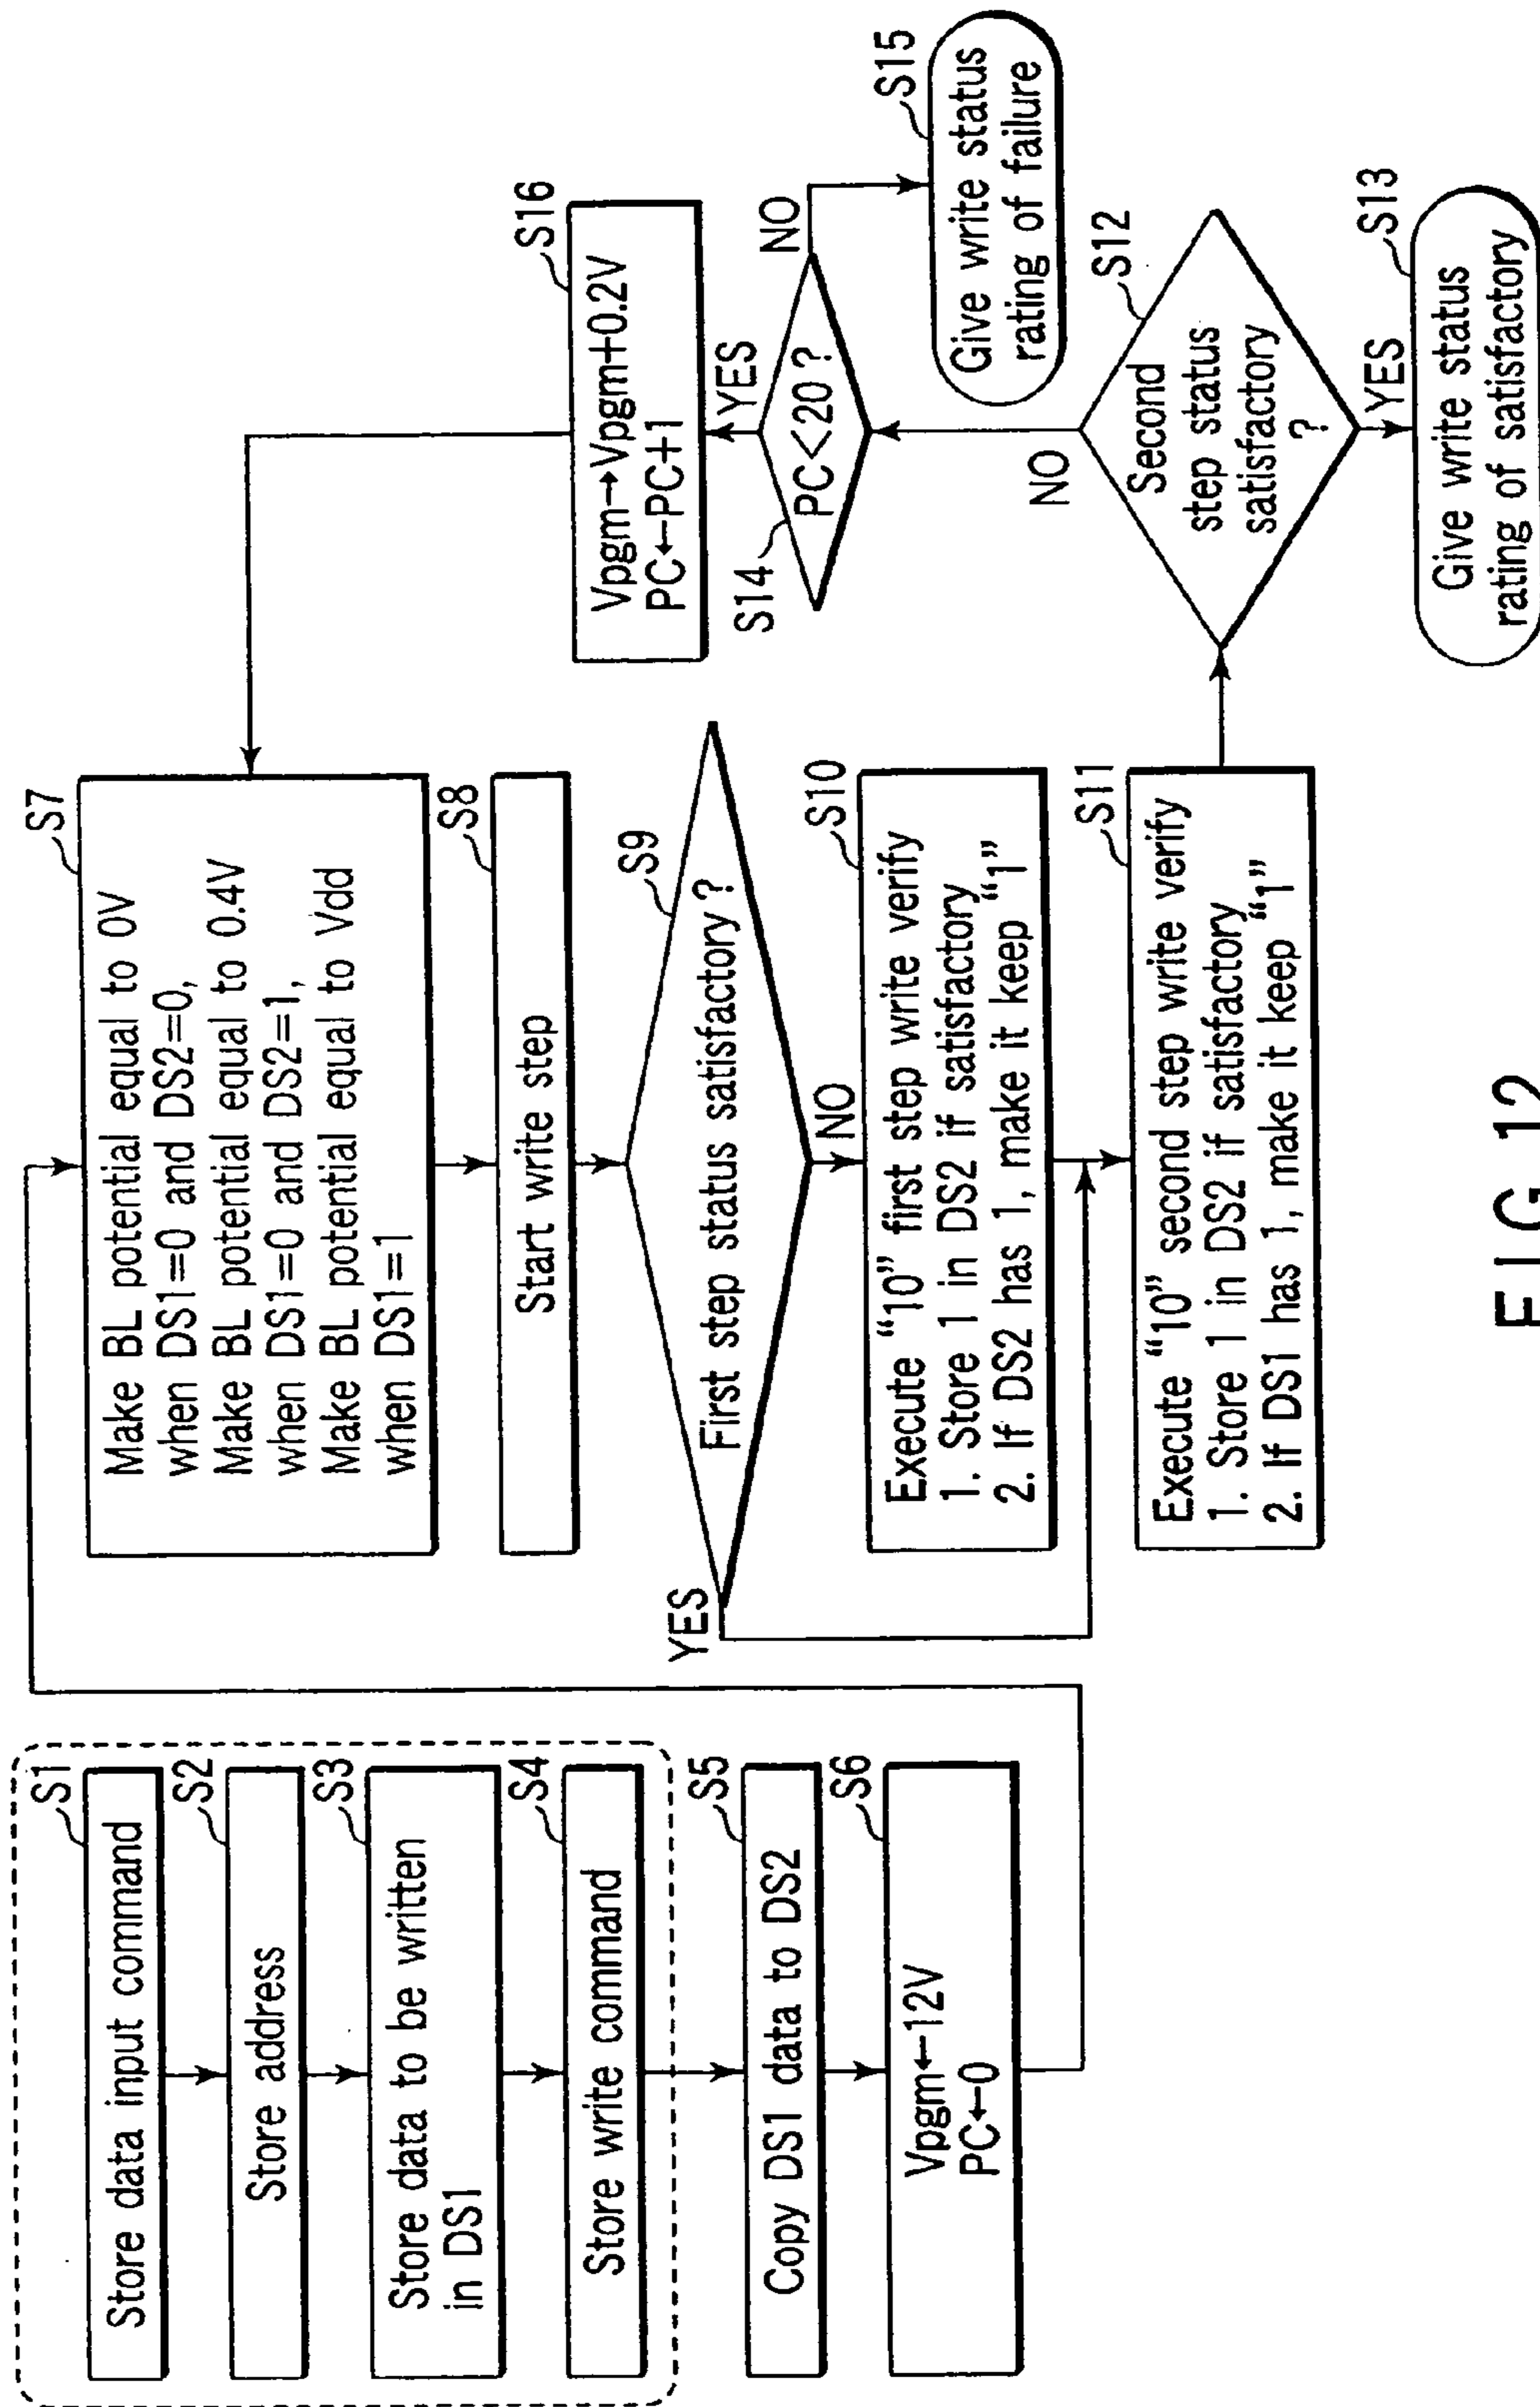 S1
Store data input command
S2
Store address
S3
Store data to be written
in DS1
S4
Store write command
S5
Copy DS1 data to DS2
S6
Vpgm←12V
PC←0
S7
Make BL potential equal to 0V
when DS1=0 and DS2=0,
Make BL potential equal to 0.4V
when DS1=0 and DS2=1,
Make BL potential equal to Vdd
when DS1=1
S8
Start write step
S9
First step status satisfactory?
YES
NO
S10
Execute “10” first step write verify
1. Store 1 in DS2 if satisfactory
2. If DS2 has 1, make it keep “1”
S11
Execute “10” second step write verify
1. Store 1 in DS2 if satisfactory
2. If DS1 has 1, make it keep “1”
S16
Vpgm→Vpgm+0.2V
PC←PC+1
YES
S14
PC<20?
NO
S15
Give write status
rating of failure
NO
S12
Second
step status
satisfactory
?
YES
S13
Give write status
rating of satisfactory
FIG.12